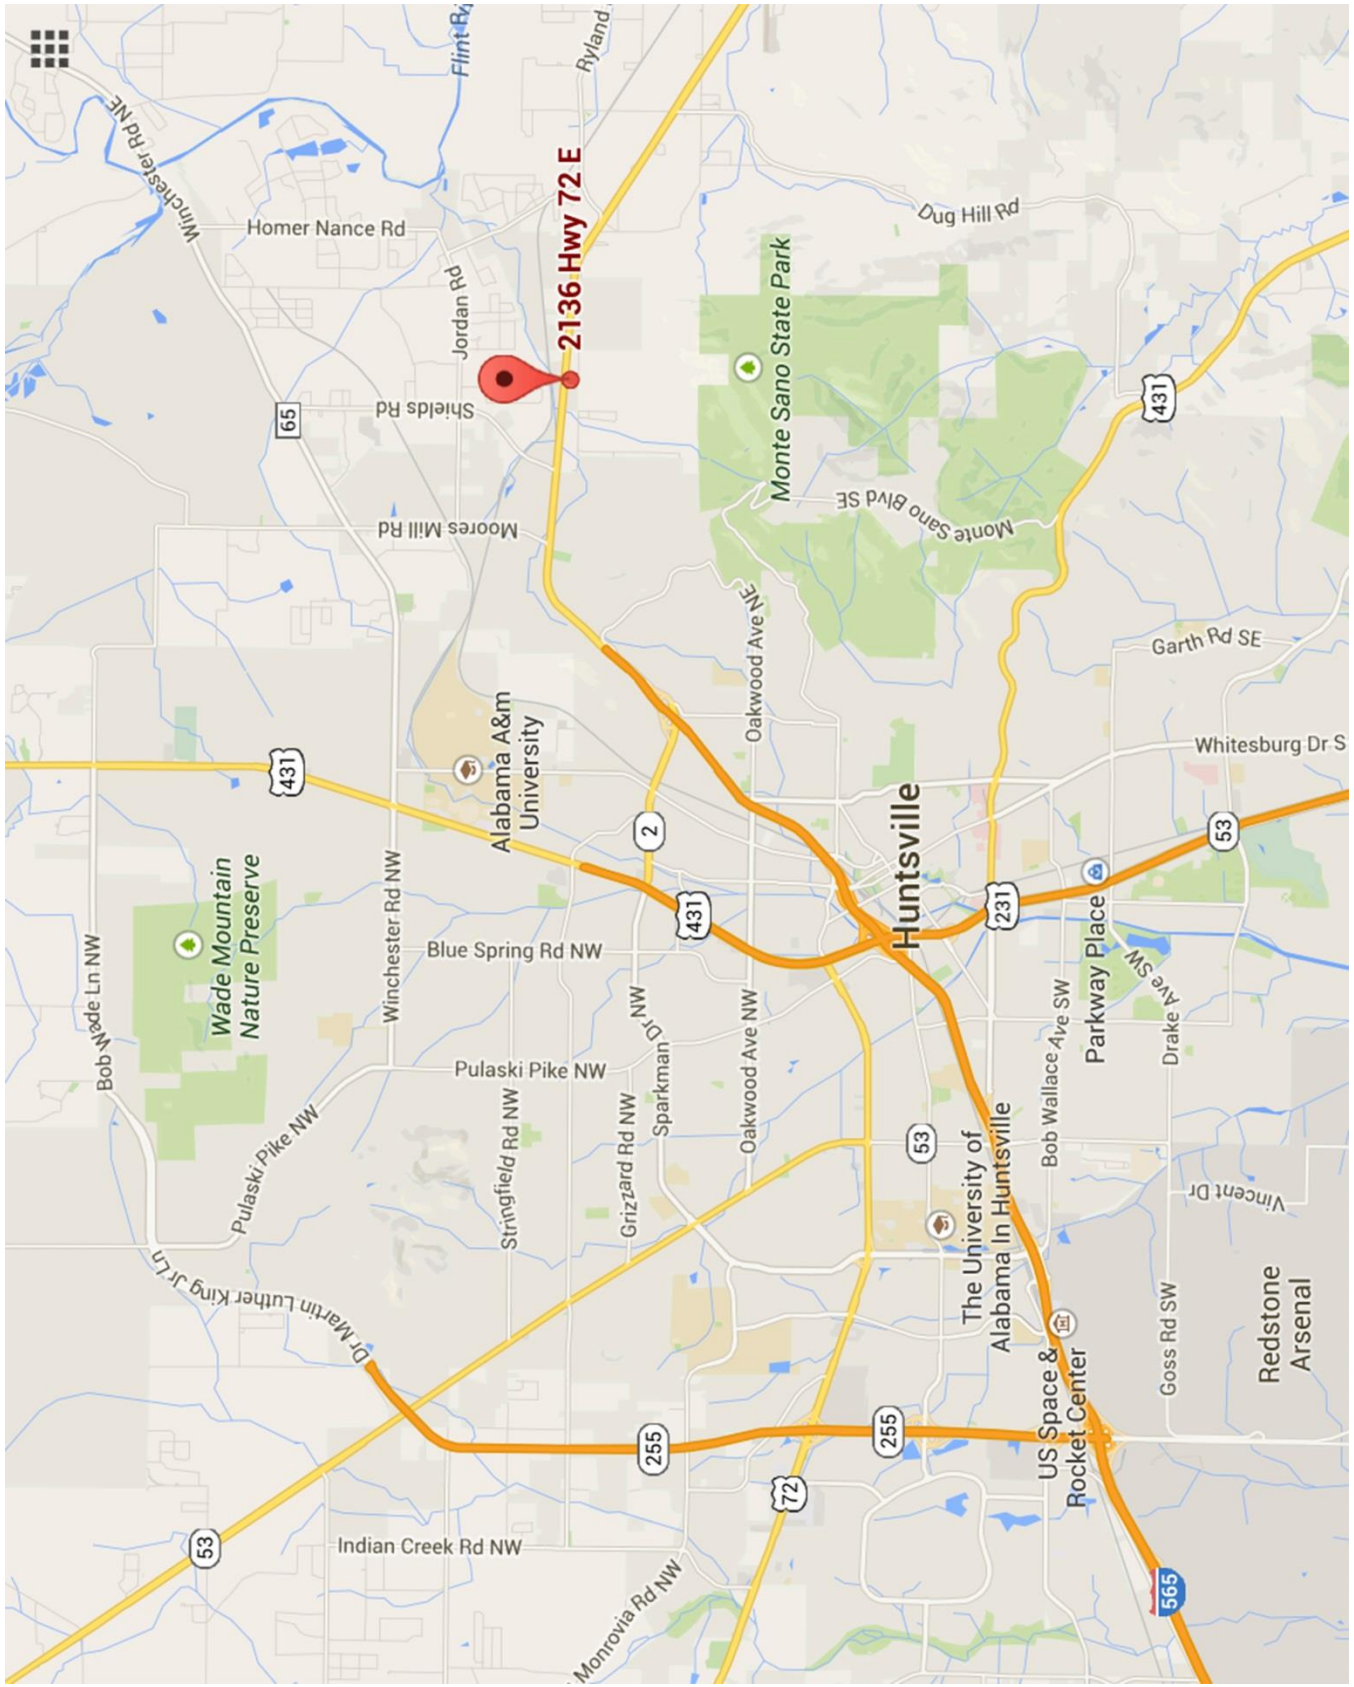 53
Indian Creek Rd NW
Monrovia Rd NW
72
565
255
255
US Space &
Rocket Center
Goss Rd SW
Redstone
Arsenal
Dr Martin Luther King Jr Ln
Pulaski Pike NW
Stringfield Rd NW
Grizzard Rd NW
Oakwood Ave NW
The University of
Alabama In Huntsville
53
Bob Wallace Ave SW
Vincent Dr
Bob Wade Ln NW
Wade Mountain
Nature Preserve
Winchester Rd NW
Pulaski Pike NW
Blue Spring Rd NW
Sparkman Dr NW
Parkway Place
Drake Ave SW
431
431
2
Alabama A&m
University
Huntsville
231
53
Whitesburg Dr S
Garth Rd SE
Oakwood Ave NE
Moores Mill Rd
Shields Rd
Jordan Rd
65
Homer Nance Rd
Winchester Rd NE
2136 Hwy 72 E
Monte Sano State Park
Monte Sano Blvd SE
431
Dug Hill Rd
Ryland
Flint